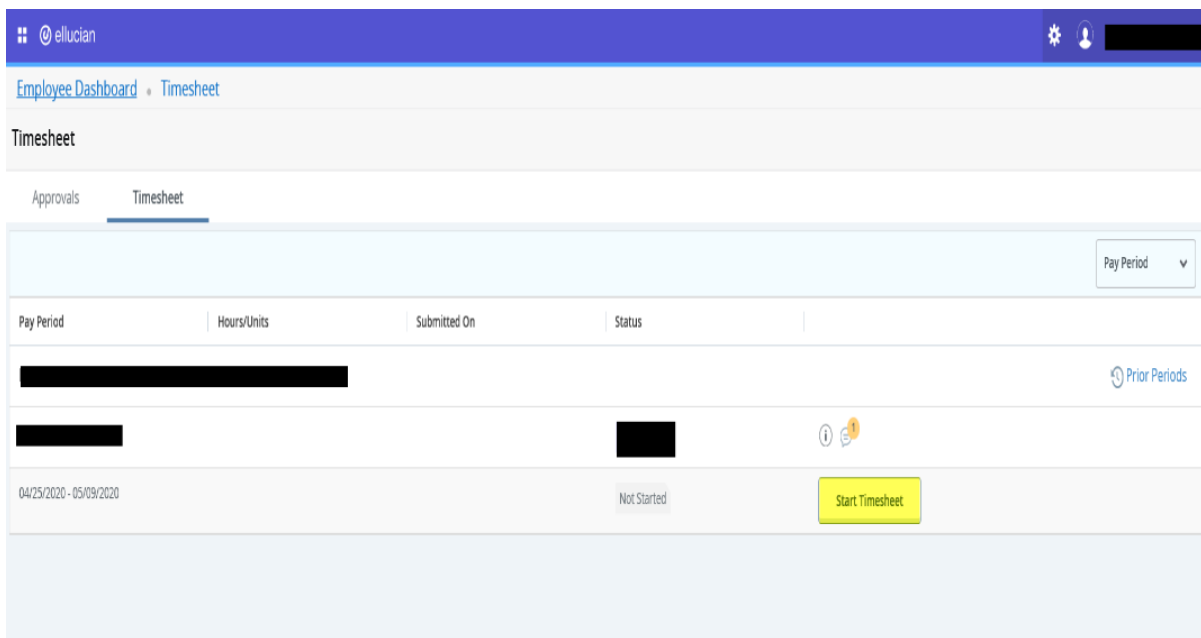 ellucian
Employee Dashboard • Timesheet
Timesheet
Approvals Timesheet
Pay Period
Pay Period Hours/Units Submitted On Status
Prior Periods
1
04/25/2020 - 05/09/2020 Not Started Start Timesheet